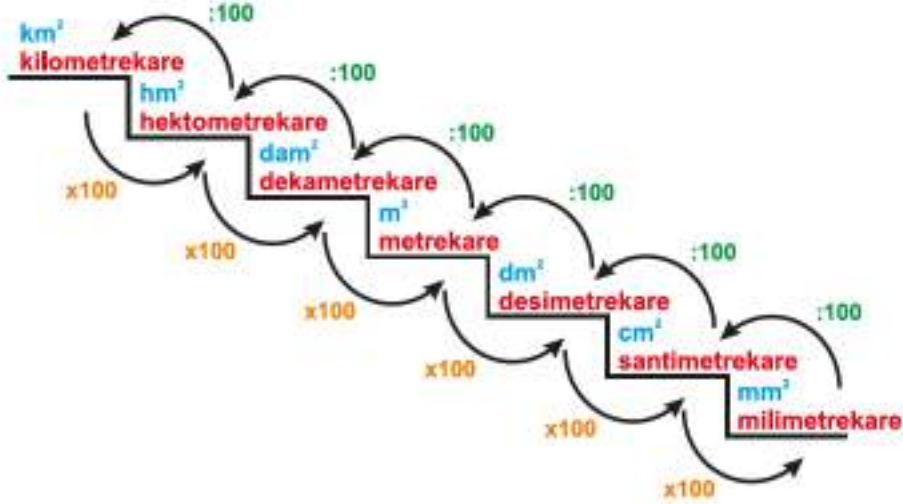 :100
km²
kilometrekare
:100
hm²
hektometrekare
:100
dam²
dekametrekare
x100
:100
m²
metrekare
x100
:100
dm²
desimetrekare
x100
:100
cm²
santimetrekare
x100
mm²
milimetrekare
x100
x100